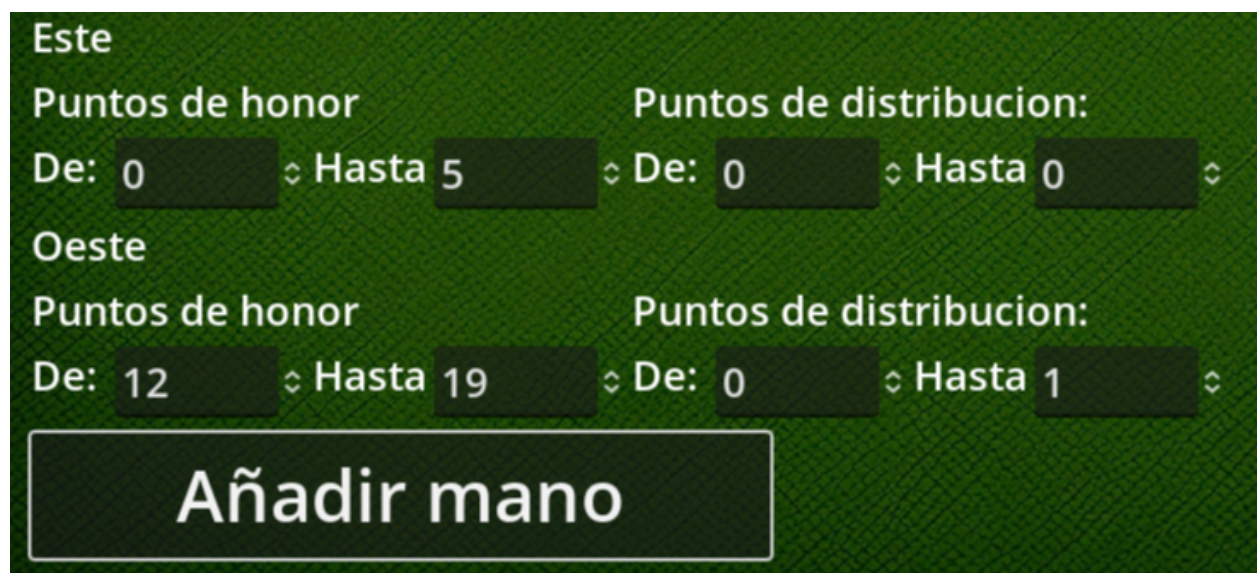 Este
Puntos de honor Puntos de distribucion:
De: 0 Hasta 5 De: 0 Hasta 0
Oeste
Puntos de honor Puntos de distribucion:
De: 12 Hasta 19 De: 0 Hasta 1
Añadir mano